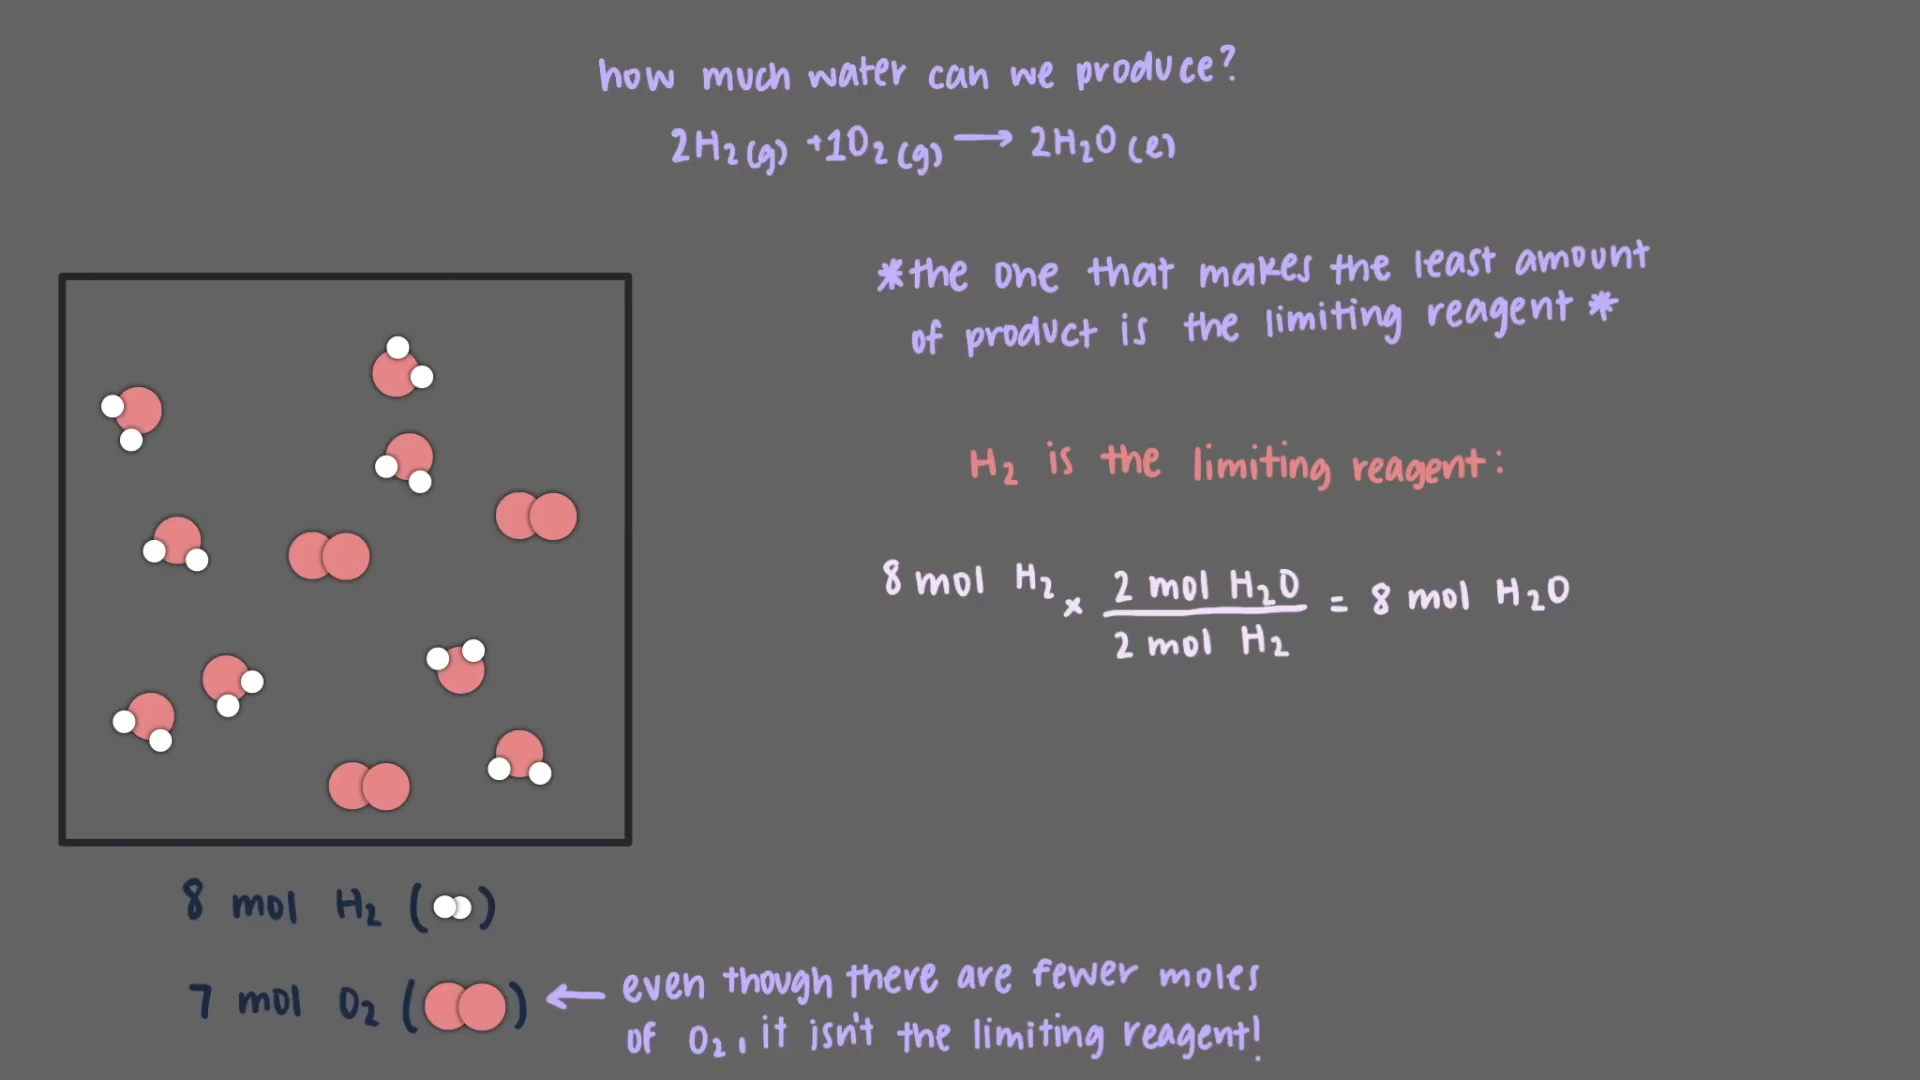 how much water can we produce?
2H₂(g) +1O₂(g) → 2H₂O(ℓ)
*the one that makes the least amount
of product is the limiting reagent*
H₂ is the limiting reagent:
8 mol H₂ x 2 mol H₂O / 2 mol H₂ = 8 mol H₂O
8 mol H₂ ( )
7 mol O₂ ( ) ← even though there are fewer moles
of O₂, it isn't the limiting reagent!